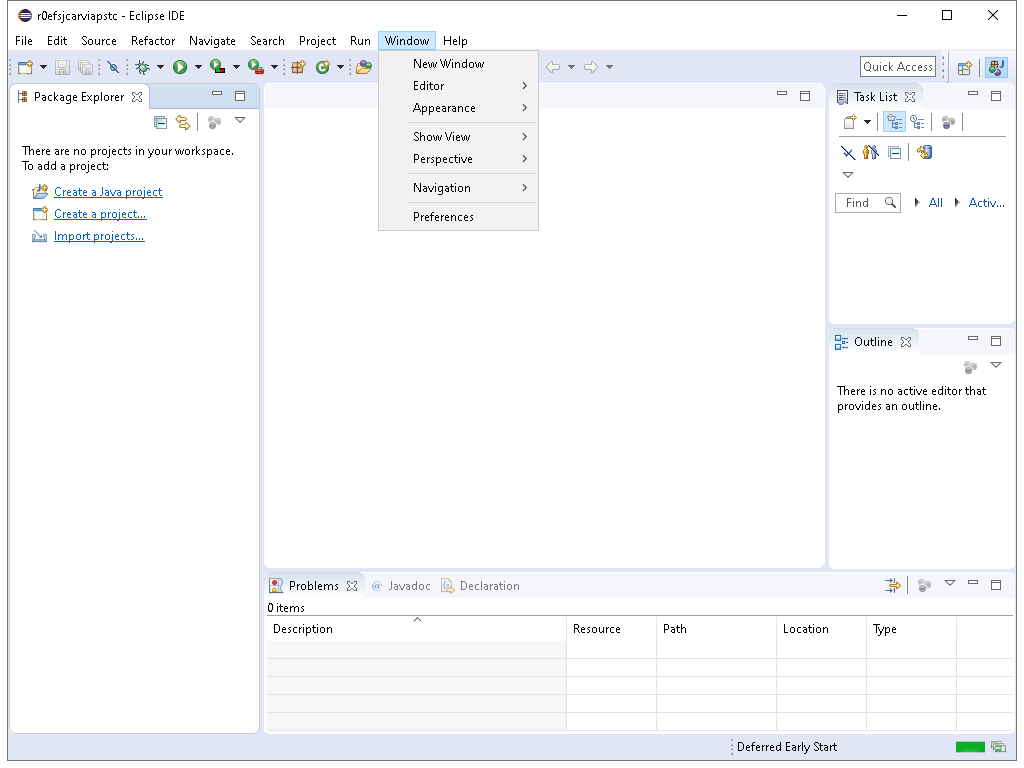 r0efsjcarviapstc - Eclipse IDE
File Edit Source Refactor Navigate Search Project Run Window Help
New Window
Editor
Appearance
Show View
Perspective
Navigation
Preferences
Quick Access
Package Explorer
There are no projects in your workspace.
To add a project:
Create a Java project
Create a project...
Import projects...
Task List
Find All Activ...
Outline
There is no active editor that
provides an outline.
Problems @ Javadoc Declaration
0 items
Description Resource Path Location Type
Deferred Early Start